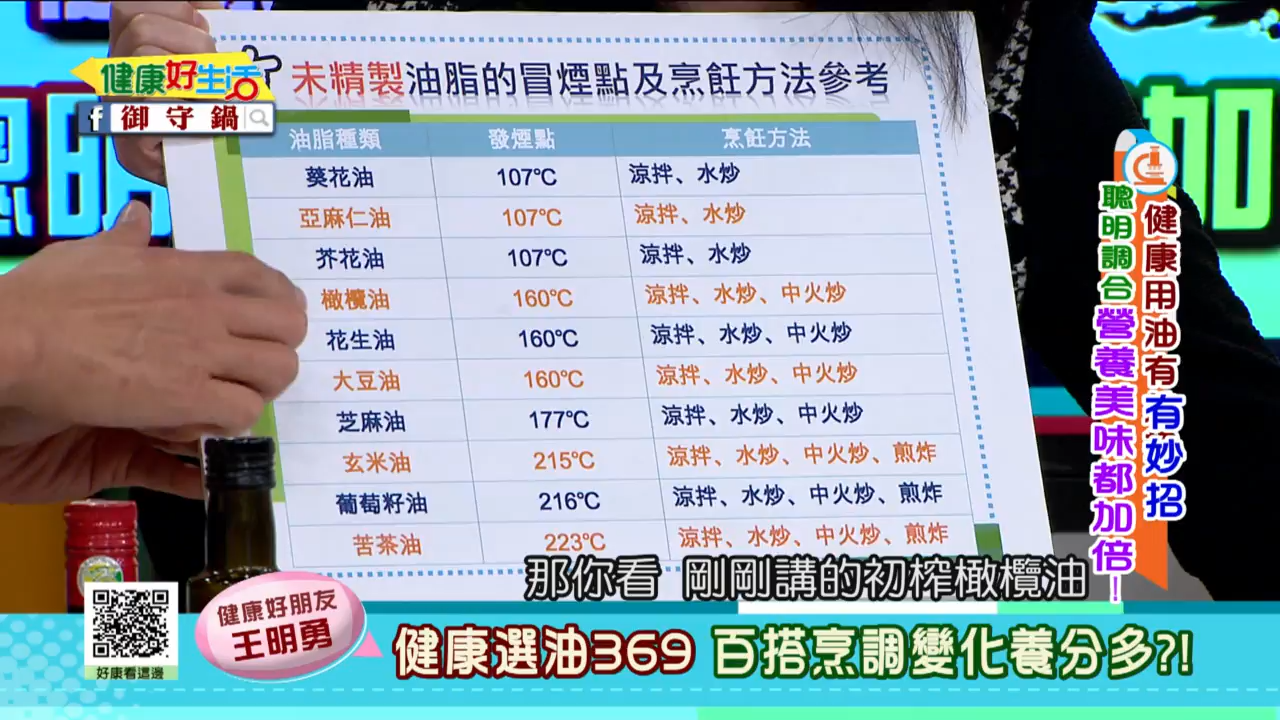 健康好生活
f 御守鍋
未精製油脂的冒煙點及烹飪方法參考
油脂種類 發煙點 烹飪方法
葵花油 107℃ 涼拌、水炒
亞麻仁油 107℃ 涼拌、水炒
芥花油 107℃ 涼拌、水炒
橄欖油 160℃ 涼拌、水炒、中火炒
花生油 160℃ 涼拌、水炒、中火炒
大豆油 160℃ 涼拌、水炒、中火炒
芝麻油 177℃ 涼拌、水炒、中火炒
玄米油 215℃ 涼拌、水炒、中火炒、煎炸
葡萄籽油 216℃ 涼拌、水炒、中火炒、煎炸
苦茶油 223℃ 涼拌、水炒、中火炒、煎炸
聰明
加
健康用油有有妙招
聰明調合營養美味都加倍!
那你看 剛剛講的初榨橄欖油
好康看這邊
健康好朋友
王明勇
健康選油369 百搭烹調變化養分多?!